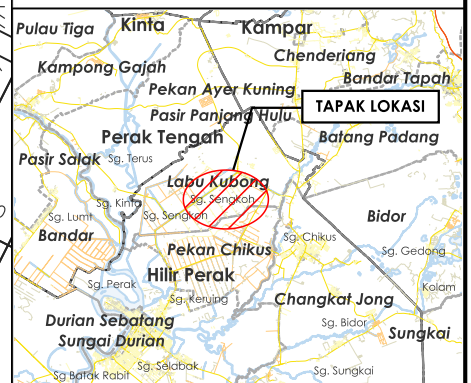 Pulau Tiga
Kinta
Kampar
Chenderiang
Kampong Gajah
Bandar Tapah
Pekan Ayer Kuning
TAPAK LOKASI
Pasir Panjang Hulu
Perak Tengah
Batang Padang
Pasir Salak
Sg. Terus
Labu Kubong
Sg. Sengkoh
Sg. Kinta
Sg. Lumt
Sg. Sengkoh
Bidor
Bandar
Sg. Chikus
Pekan Chikus
Sg. Gedong
Hilir Perak
Sg. Perak
Kolam
Sg. Keruing
Changkat Jong
Durian Sebatang
Sg. Bidor
Sungai Durian
Sungkai
Sg. Selabak
Sg Batak Rabit
Sg. Sungkai